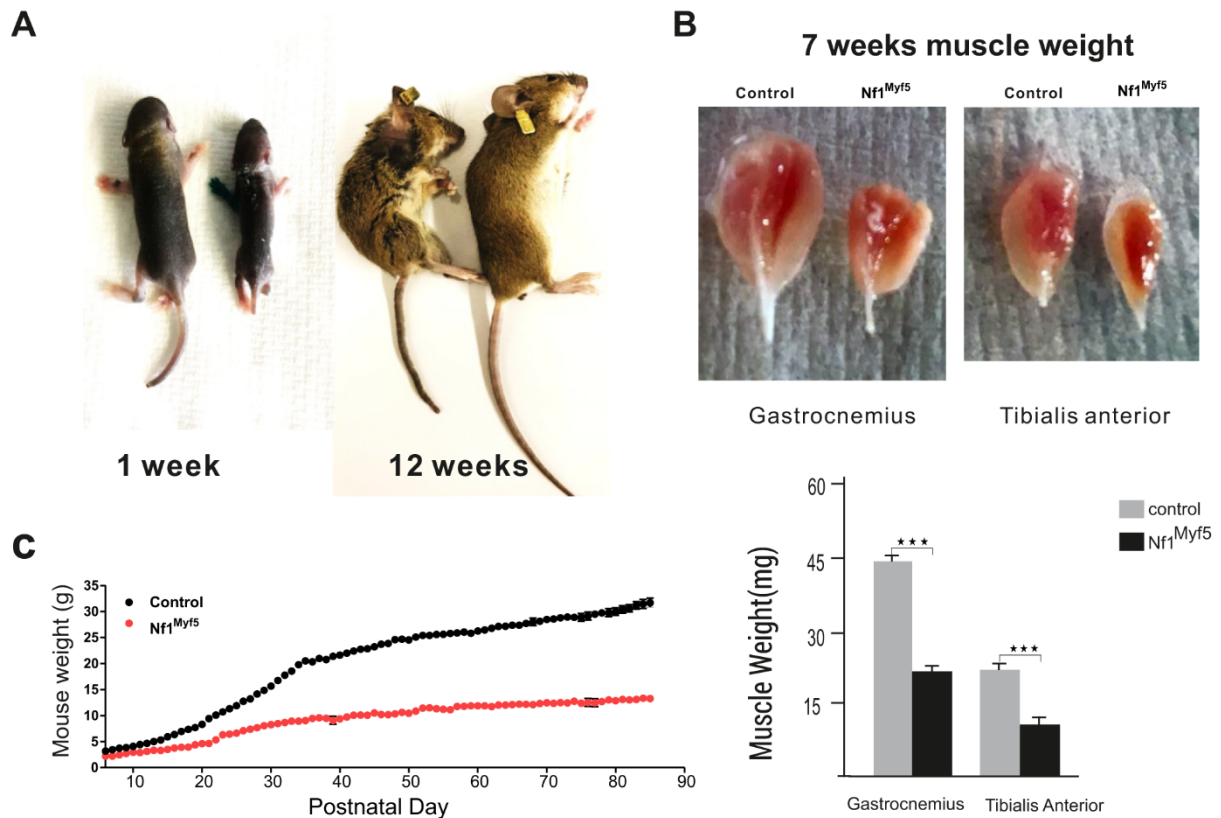 A
1 week
12 weeks
B
7 weeks muscle weight
Control Nf1Myf5
Control Nf1Myf5
Gastrocnemius
Tibialis anterior
60
45
30
15
Muscle Weight(mg)
★★★
★★★
control
Nf1Myf5
Gastrocnemius
Tibialis Anterior
C
35
30
25
20
15
10
5
0
Mouse weight (g)
Control
Nf1Myf5
10 20 30 40 50 60 70 80 90
Postnatal Day